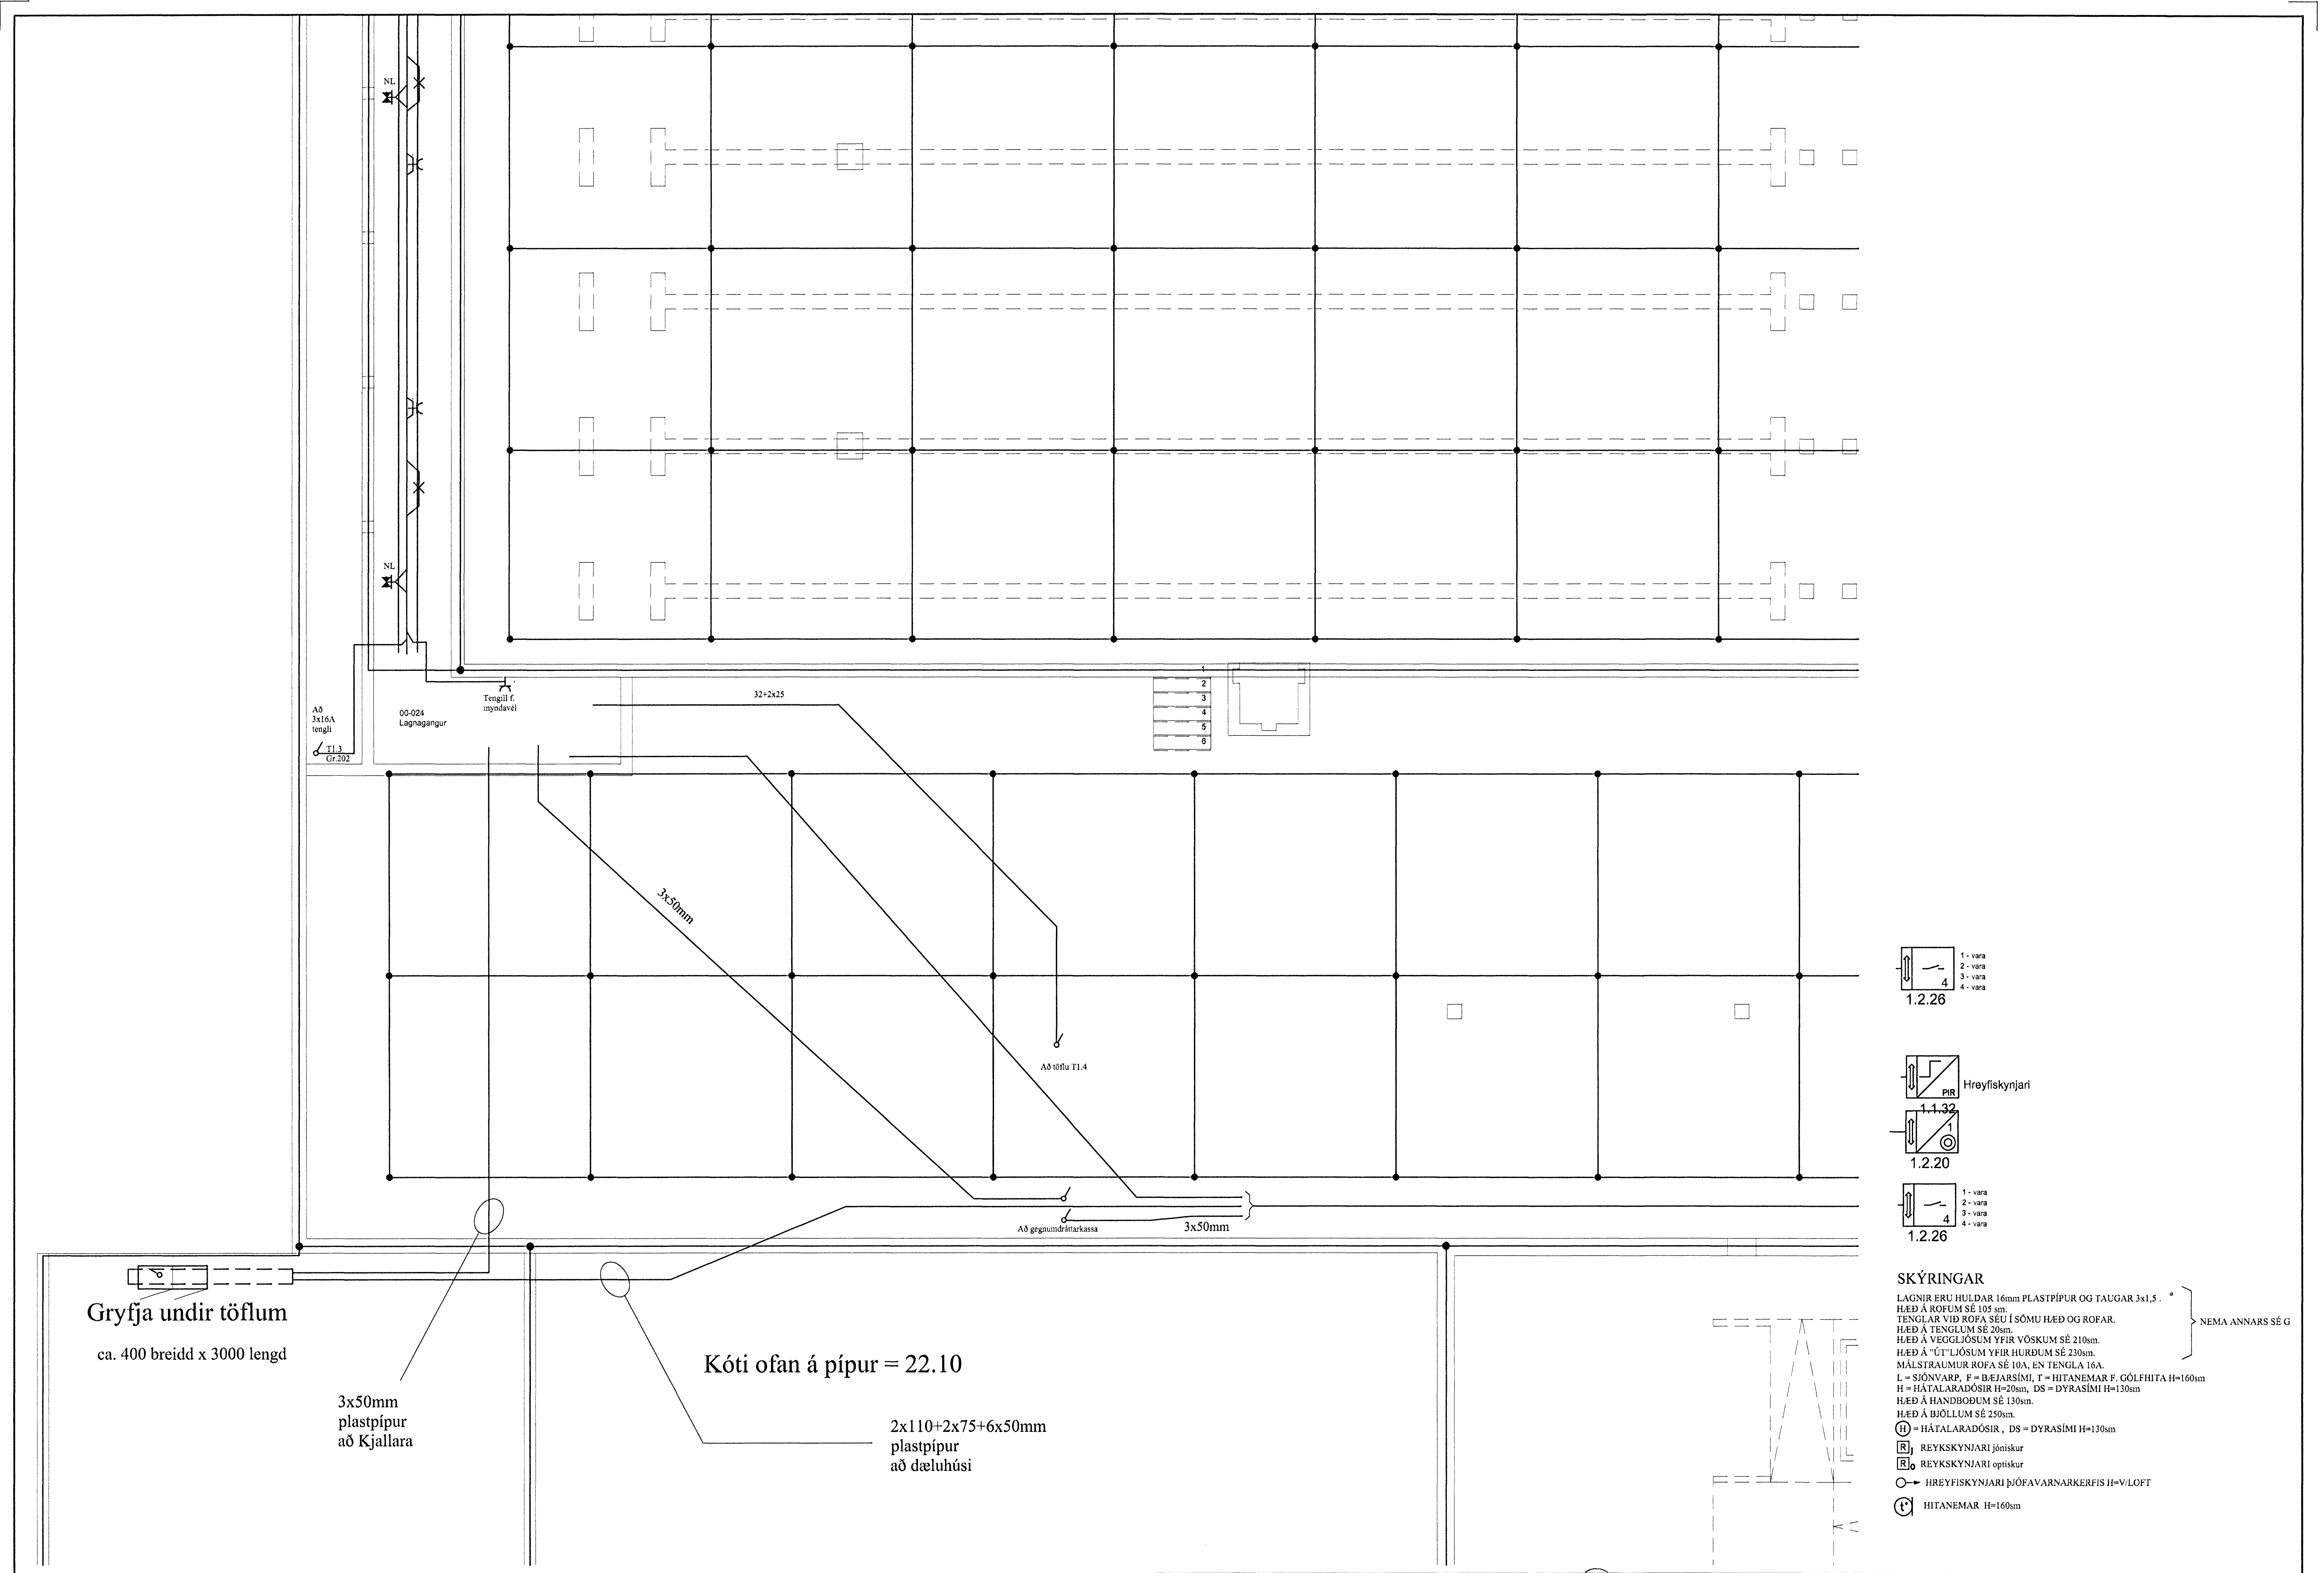 NL
NL
Tengill f.
myndavél
32+2x25
1
2
3
4
5
6
Að
3x16A
tengli
T1.3
Gr.202
00-024
Lagnagangur
3x50mm
Að töflu T1.4
Að gegnumdráttarkassa
3x50mm
Gryfja undir töflum
ca. 400 breidd x 3000 lengd
3x50mm
plastpípur
að Kjallara
Kóti ofan á pípur = 22.10
2x110+2x75+6x50mm
plastpípur
að dæluhúsi
4
1 - vara
2 - vara
3 - vara
4 - vara
1.2.26
PIR
Hreyfiskynjari
1.1.32
1
1.2.20
4
1 - vara
2 - vara
3 - vara
4 - vara
1.2.26
SKÝRINGAR
LAGNIR ERU HULDAR 16mm PLASTPÍPUR OG TAUGAR 3x1,5 .
HÆÐ Á ROFUM SÉ 105 sm.
TENGLAR VIÐ ROFA SÉU Í SÖMU HÆÐ OG ROFAR.
HÆÐ Á TENGLUM SÉ 20sm.
HÆÐ Á VEGGLJÓSUM YFIR VÖSKUM SÉ 210sm.
HÆÐ Á "ÚT"LJÓSUM YFIR HURÐUM SÉ 230sm.
NEMA ANNARS SÉ G
MÁLSTRAUMUR ROFA SÉ 10A, EN TENGLA 16A.
L = SJÓNVARP, F = BÆJARSÍMI, T = HITANEMAR F. GÓLFHITA H=160sm
H = HÁTALARADÓSIR H=20sm, DS = DYRASÍMI H=130sm
HÆÐ Á HANDBOÐUM SÉ 130sm.
HÆÐ Á BJÖLLUM SÉ 250sm.
H = HÁTALARADÓSIR , DS = DYRASÍMI H=130sm
R J REYKSKYNJARI jóniskur
R O REYKSKYNJARI optiskur
HREYFISKYNJARI ÞJÓFAVARNARKERFIS H=V/LOFT
t° HITANEMAR H=160sm